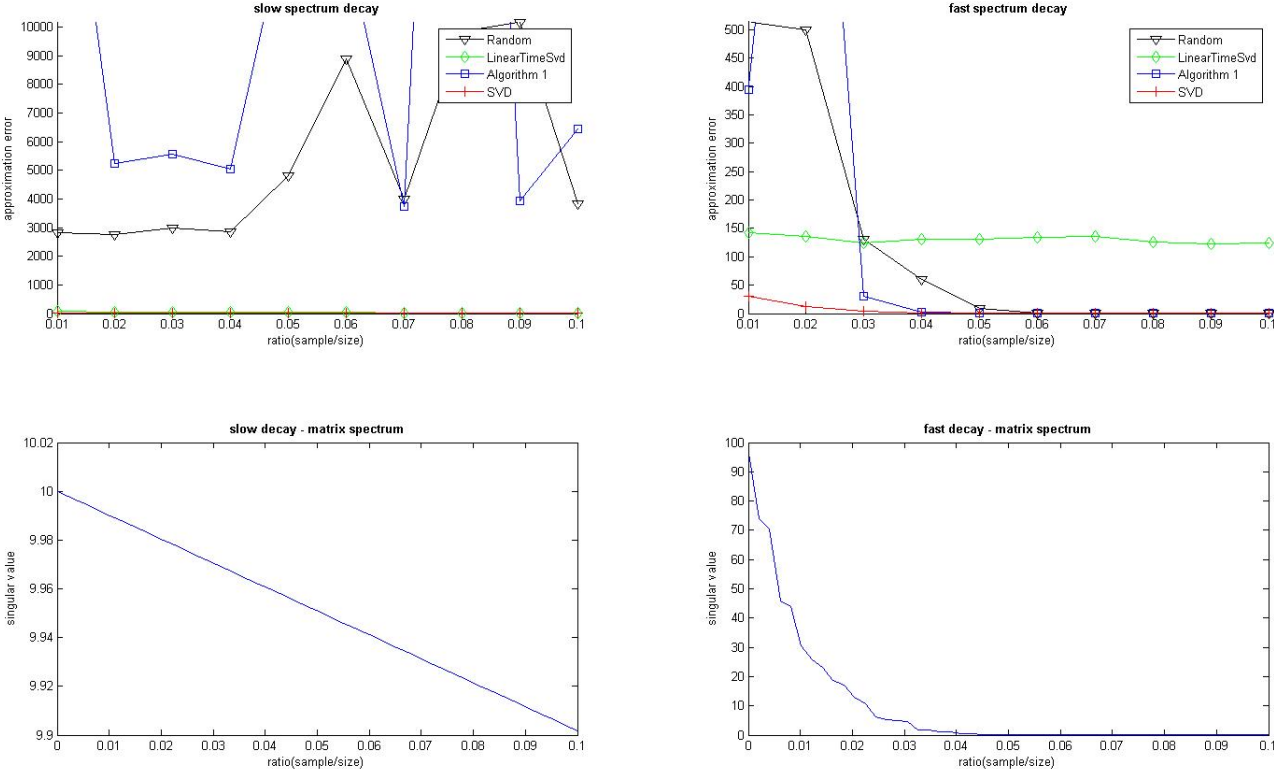 slow spectrum decay
10000
9000
8000
7000
6000
5000
4000
3000
2000
1000
0
approximation error
Random
LinearTimeSvd
Algorithm 1
SVD
0.01 0.02 0.03 0.04 0.05 0.06 0.07 0.08 0.09 0.1
ratio(sample/size)
fast spectrum decay
500
450
400
350
300
250
200
150
100
50
0
approximation error
Random
LinearTimeSvd
Algorithm 1
SVD
0.01 0.02 0.03 0.04 0.05 0.06 0.07 0.08 0.09 0.1
ratio(sample/size)
slow decay - matrix spectrum
10.02
10
9.98
9.96
9.94
9.92
9.9
singular value
0 0.01 0.02 0.03 0.04 0.05 0.06 0.07 0.08 0.09 0.1
ratio(sample/size)
fast decay - matrix spectrum
100
90
80
70
60
50
40
30
20
10
0
singular value
0 0.01 0.02 0.03 0.04 0.05 0.06 0.07 0.08 0.09 0.1
ratio(sample/size)